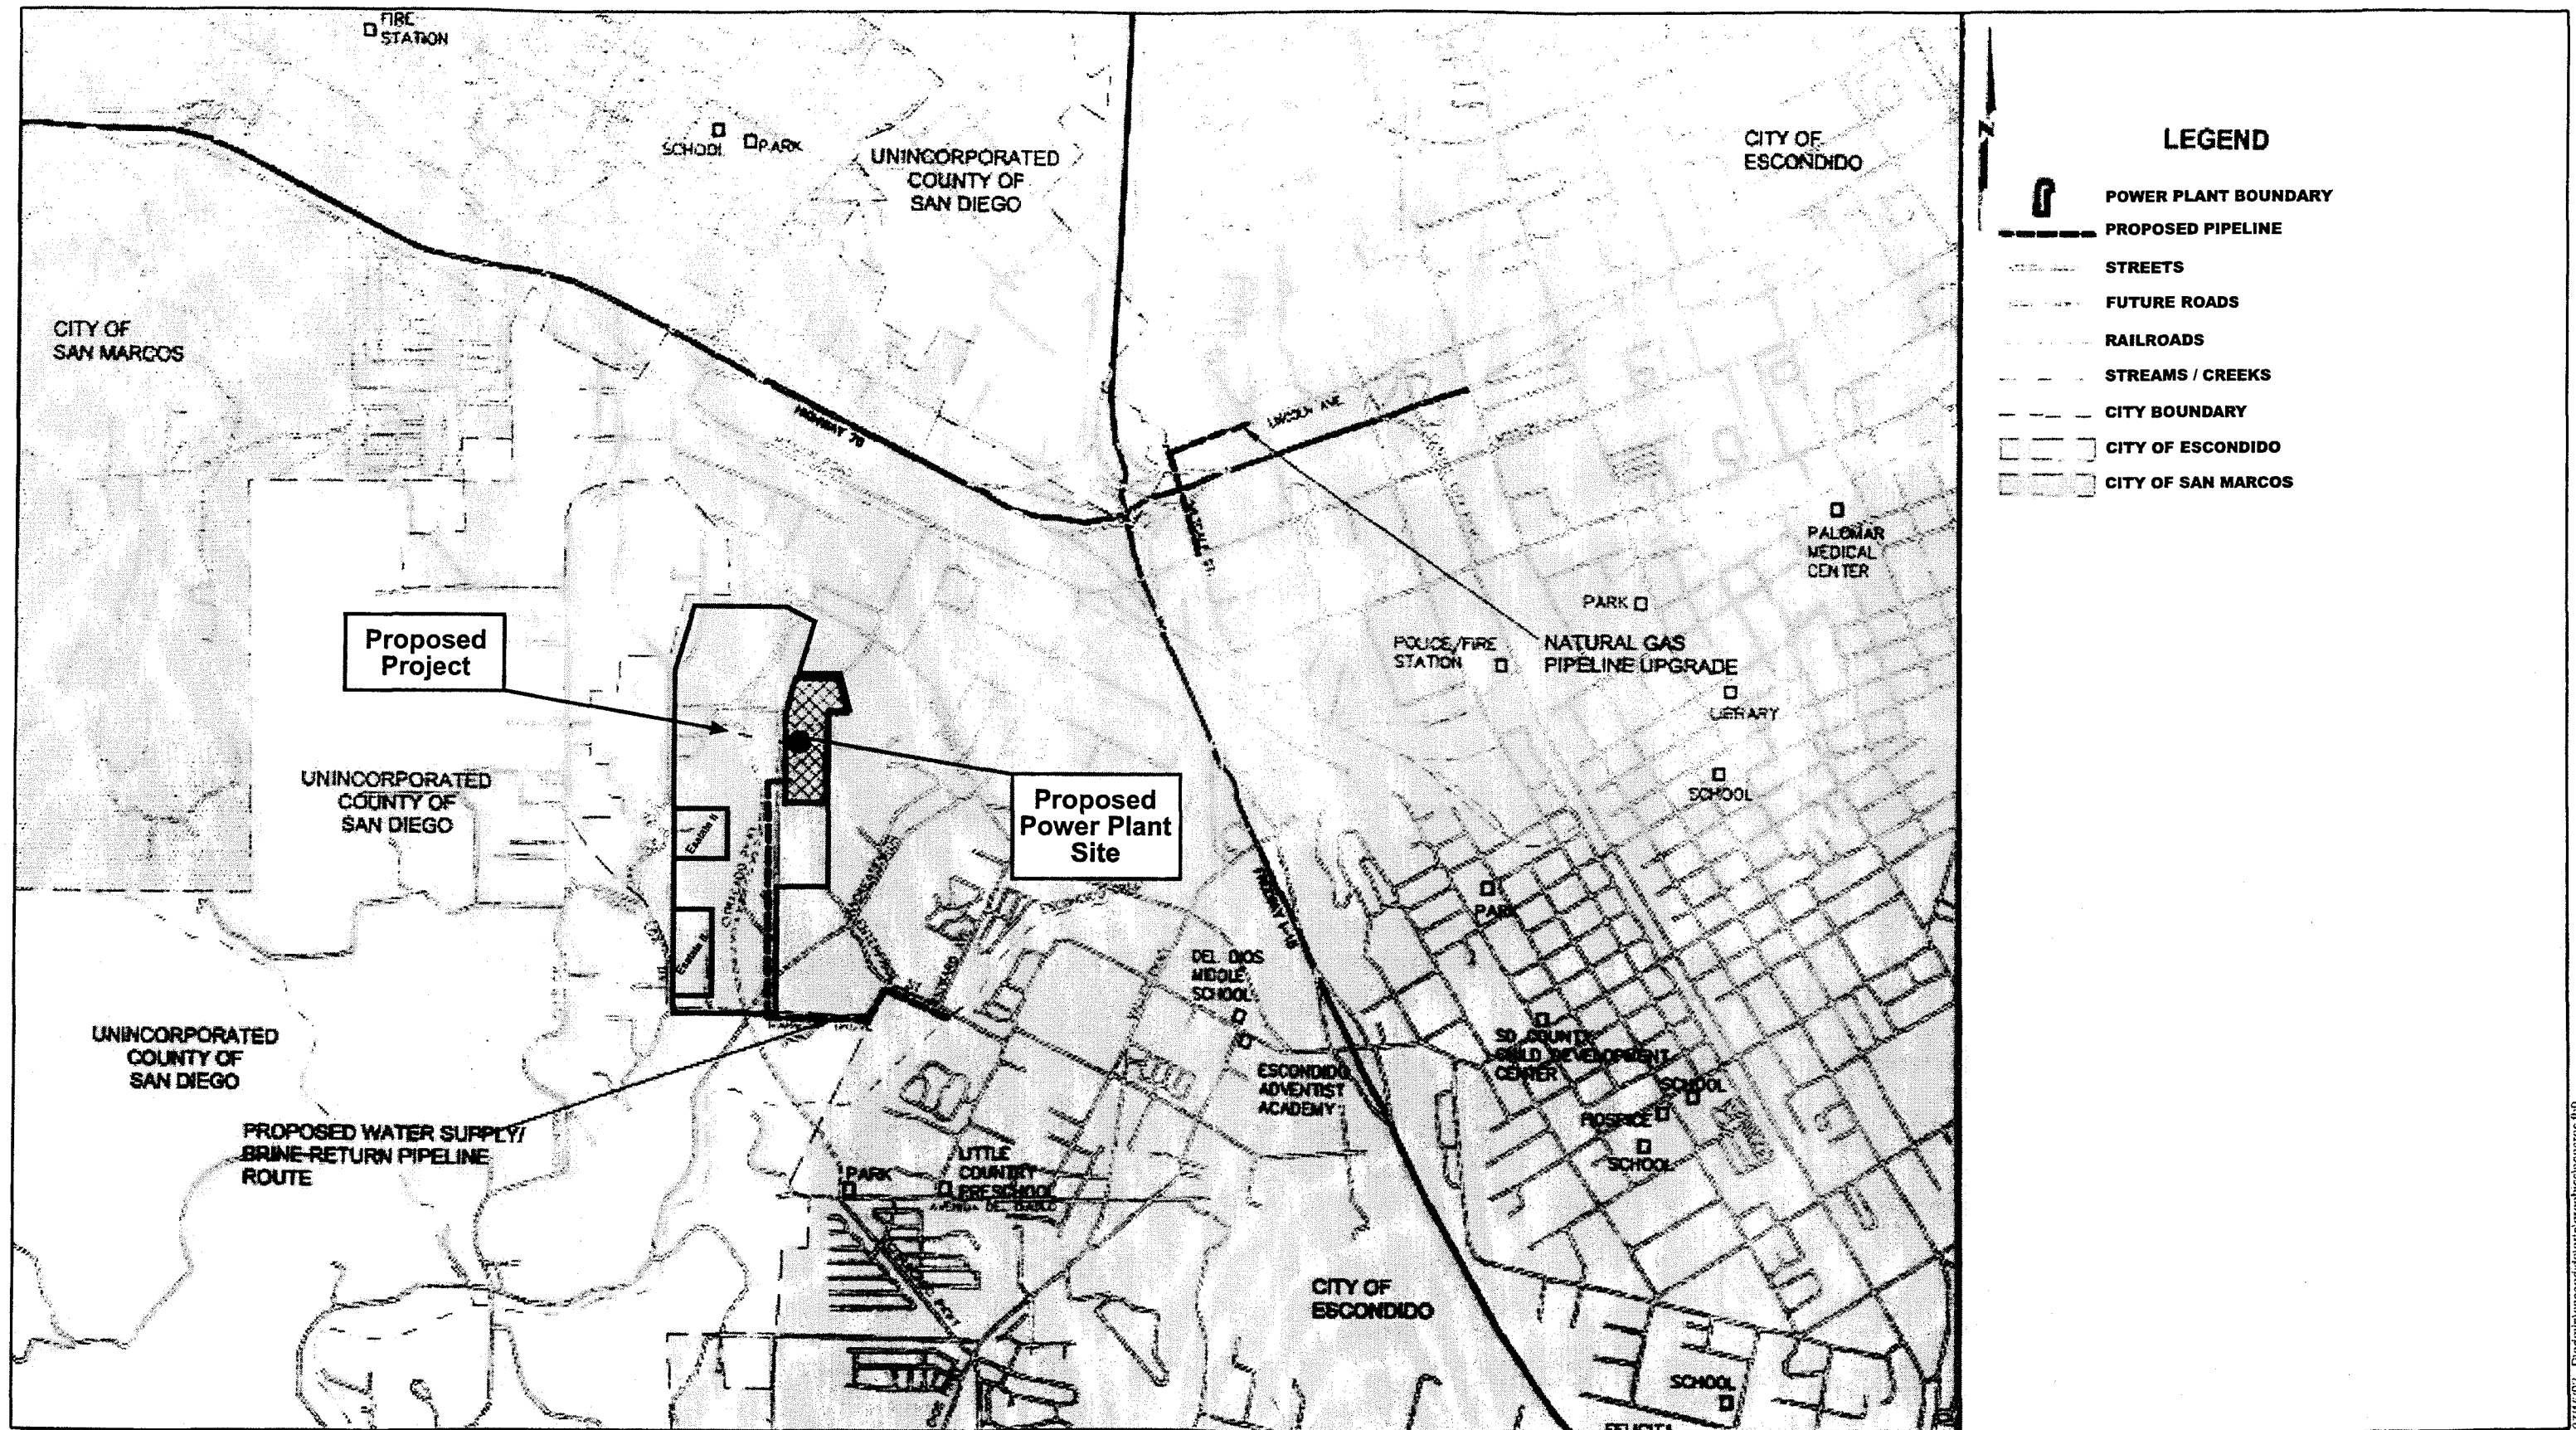 FIRE
STATION
SCHOOL
PARK
UNINCORPORATED
COUNTY OF
SAN DIEGO
CITY OF
ESCONDIDO
CITY OF
SAN MARCOS
HIGHWAY 78
LINCOLN AVE.
PALOMAR
MEDICAL
CENTER
PARK
POLICE/FIRE
STATION
NATURAL GAS
PIPELINE UPGRADE
LIBRARY
SCHOOL
Proposed
Project
Proposed
Power Plant
Site
UNINCORPORATED
COUNTY OF
SAN DIEGO
PARK
DEL DIOS
MIDDLE
SCHOOL
ESCONDIDO
ADVENTIST
ACADEMY
SD COUNTY
CHILD DEVELOPMENT
CENTER
SCHOOL
HOSPICE
SCHOOL
UNINCORPORATED
COUNTY OF
SAN DIEGO
PROPOSED WATER SUPPLY/
BRINE RETURN PIPELINE
ROUTE
PARK
LITTLE
COUNTRY
PRESCHOOL
CITY OF
ESCONDIDO
SCHOOL
N
LEGEND
POWER PLANT BOUNDARY
PROPOSED PIPELINE
STREETS
FUTURE ROADS
RAILROADS
STREAMS / CREEKS
CITY BOUNDARY
CITY OF ESCONDIDO
CITY OF SAN MARCOS